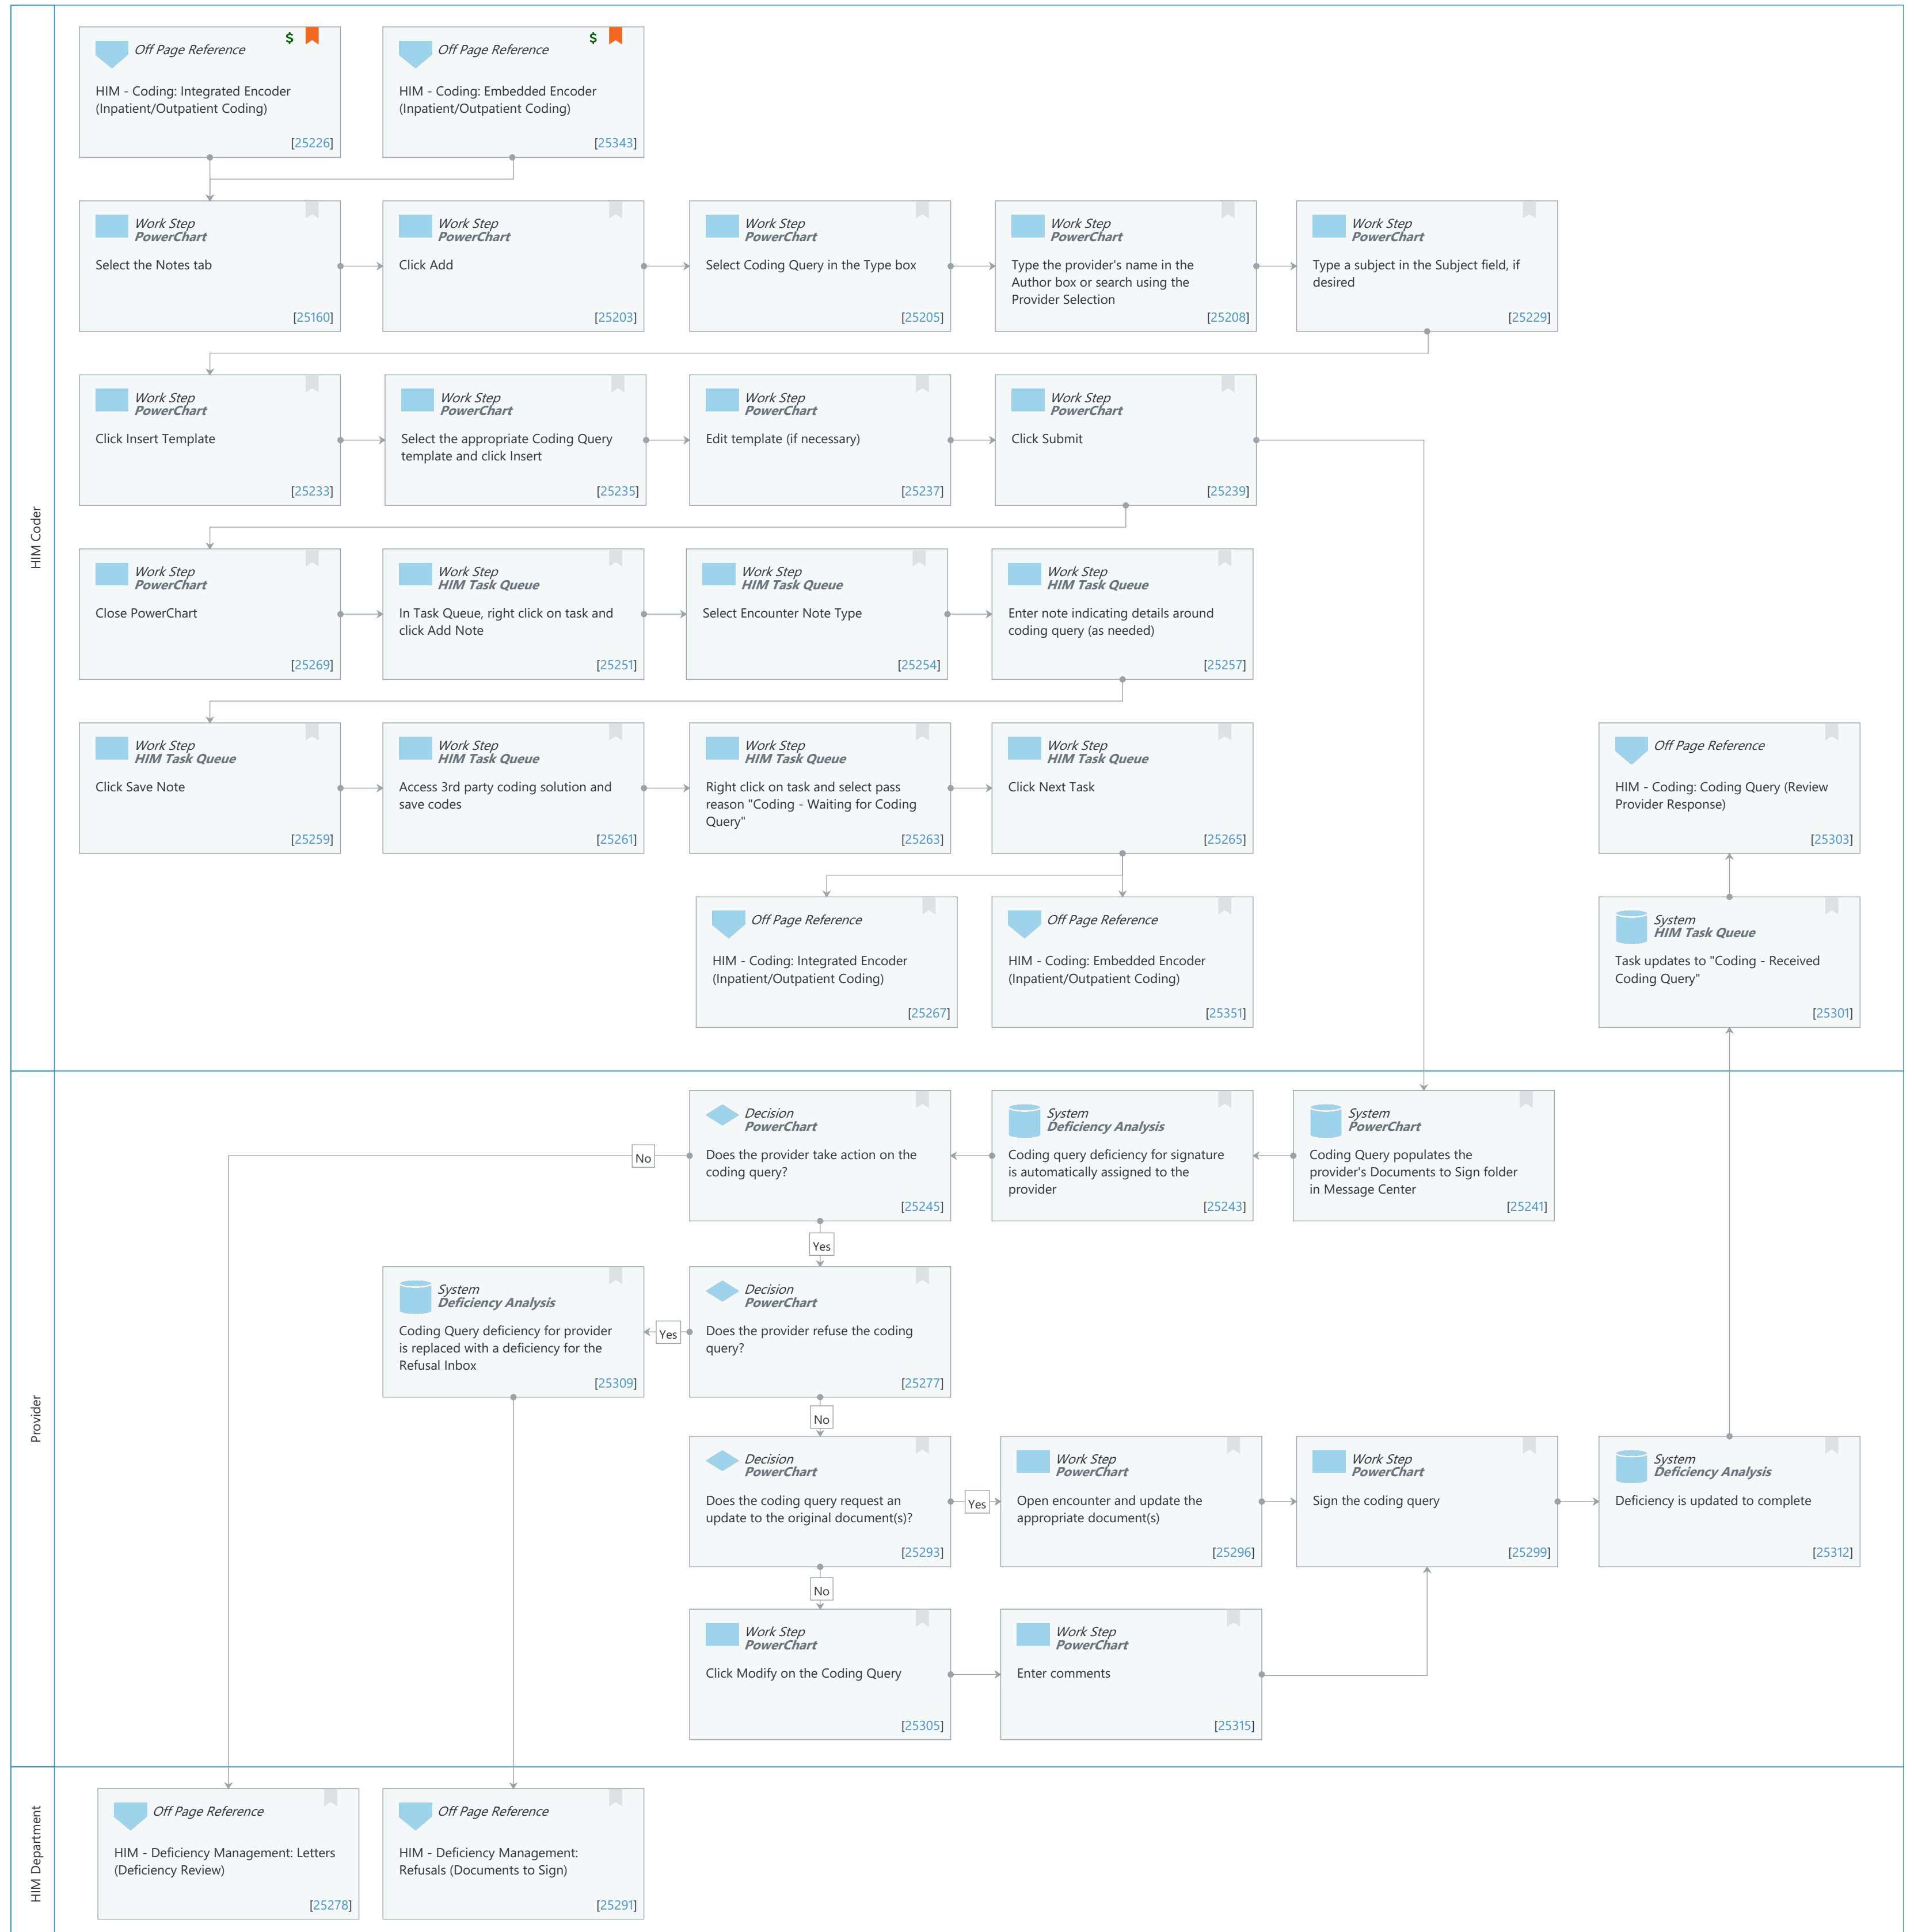 HIM Coder
$
Off Page Reference
HIM - Coding: Integrated Encoder
(Inpatient/Outpatient Coding)
[25226]
$
Off Page Reference
HIM - Coding: Embedded Encoder
(Inpatient/Outpatient Coding)
[25343]
Work Step
PowerChart
Select the Notes tab
[25160]
Work Step
PowerChart
Click Add
[25203]
Work Step
PowerChart
Select Coding Query in the Type box
[25205]
Work Step
PowerChart
Type the provider's name in the
Author box or search using the
Provider Selection
[25208]
Work Step
PowerChart
Type a subject in the Subject field, if
desired
[25229]
Work Step
PowerChart
Click Insert Template
[25233]
Work Step
PowerChart
Select the appropriate Coding Query
template and click Insert
[25235]
Work Step
PowerChart
Edit template (if necessary)
[25237]
Work Step
PowerChart
Click Submit
[25239]
Work Step
PowerChart
Close PowerChart
[25269]
Work Step
HIM Task Queue
In Task Queue, right click on task and
click Add Note
[25251]
Work Step
HIM Task Queue
Select Encounter Note Type
[25254]
Work Step
HIM Task Queue
Enter note indicating details around
coding query (as needed)
[25257]
Work Step
HIM Task Queue
Click Save Note
[25259]
Work Step
HIM Task Queue
Access 3rd party coding solution and
save codes
[25261]
Work Step
HIM Task Queue
Right click on task and select pass
reason "Coding - Waiting for Coding
Query"
[25263]
Work Step
HIM Task Queue
Click Next Task
[25265]
Off Page Reference
HIM - Coding: Coding Query (Review
Provider Response)
[25303]
Off Page Reference
HIM - Coding: Integrated Encoder
(Inpatient/Outpatient Coding)
[25267]
Off Page Reference
HIM - Coding: Embedded Encoder
(Inpatient/Outpatient Coding)
[25351]
System
HIM Task Queue
Task updates to "Coding - Received
Coding Query"
[25301]
Provider
No
Decision
PowerChart
Does the provider take action on the
coding query?
[25245]
System
Deficiency Analysis
Coding query deficiency for signature
is automatically assigned to the
provider
[25243]
System
PowerChart
Coding Query populates the
provider's Documents to Sign folder
in Message Center
[25241]
Yes
System
Deficiency Analysis
Coding Query deficiency for provider
is replaced with a deficiency for the
Refusal Inbox
[25309]
Yes
Decision
PowerChart
Does the provider refuse the coding
query?
[25277]
No
Decision
PowerChart
Does the coding query request an
update to the original document(s)?
[25293]
Yes
Work Step
PowerChart
Open encounter and update the
appropriate document(s)
[25296]
Work Step
PowerChart
Sign the coding query
[25299]
System
Deficiency Analysis
Deficiency is updated to complete
[25312]
No
Work Step
PowerChart
Click Modify on the Coding Query
[25305]
Work Step
PowerChart
Enter comments
[25315]
HIM Department
Off Page Reference
HIM - Deficiency Management: Letters
(Deficiency Review)
[25278]
Off Page Reference
HIM - Deficiency Management:
Refusals (Documents to Sign)
[25291]